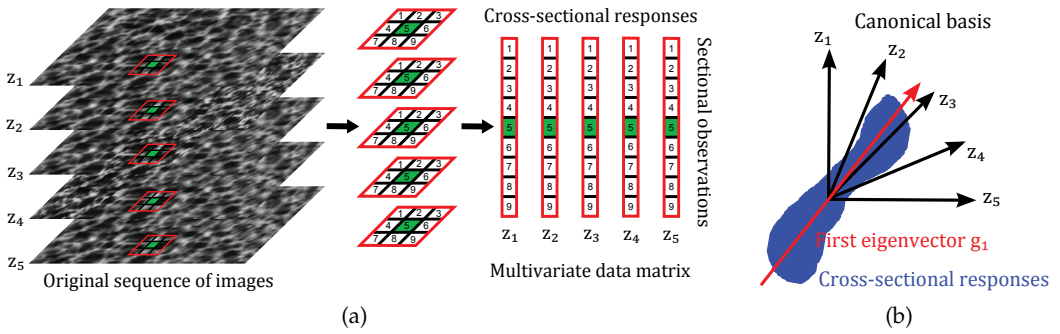 z1
z2
z3
z4
z5
Original sequence of images
1 2 3
4 5 6
7 8 9
1 2 3
4 5 6
7 8 9
1 2 3
4 5 6
7 8 9
1 2 3
4 5 6
7 8 9
1 2 3
4 5 6
7 8 9
Cross-sectional responses
1 1 1 1 1
2 2 2 2 2
3 3 3 3 3
4 4 4 4 4
5 5 5 5 5
6 6 6 6 6
7 7 7 7 7
8 8 8 8 8
9 9 9 9 9
z1 z2 z3 z4 z5
Sectional observations
Multivariate data matrix
(a)
Canonical basis
z1
z2
z3
z4
z5
First eigenvector g1
Cross-sectional responses
(b)